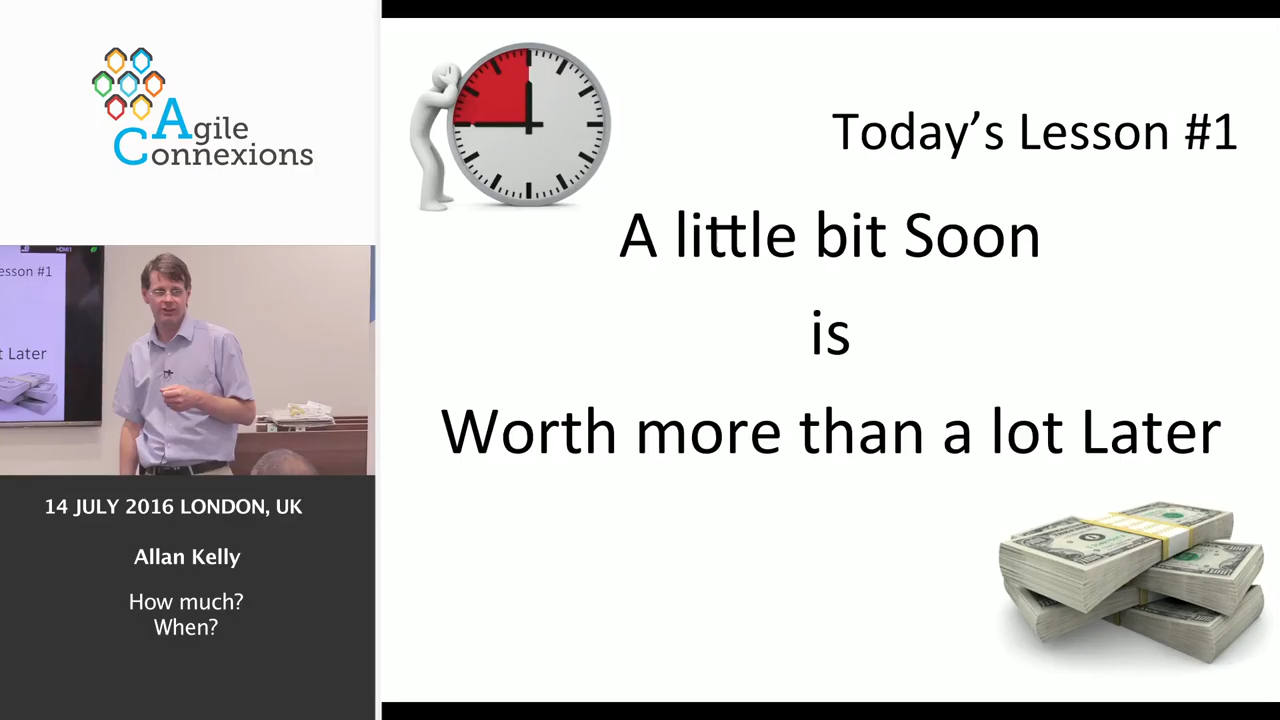 Agile
Connexions
HDMI1
esson #1
t Later
14 JULY 2016 LONDON, UK
Allan Kelly
How much?
When?
Today's Lesson #1
A little bit Soon
is
Worth more than a lot Later